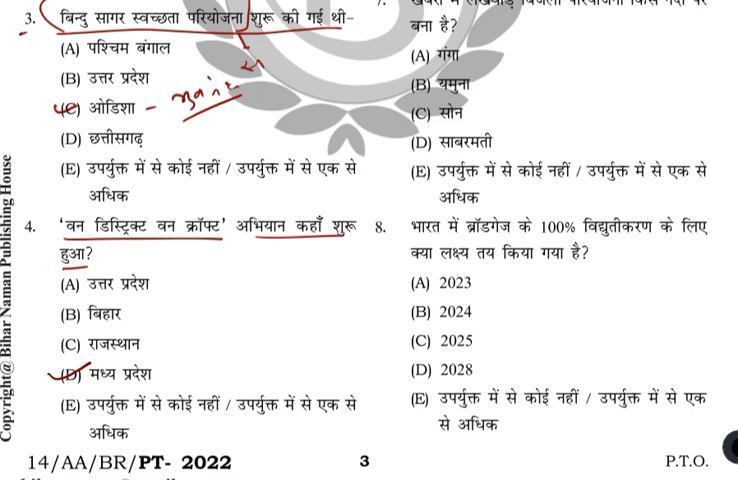 3. बिन्दु सागर स्वच्छता परियोजना शुरू की गई थी-
(A) पश्चिम बंगाल
(B) उत्तर प्रदेश
(C) ओडिशा -
(D) छत्तीसगढ़
(E) उपर्युक्त में से कोई नहीं / उपर्युक्त में से एक से
अधिक
4. 'वन डिस्ट्रिक्ट वन क्रॉफ्ट' अभियान कहाँ शुरू
हुआ?
(A) उत्तर प्रदेश
(B) बिहार
(C) राजस्थान
(D) मध्य प्रदेश
(E) उपर्युक्त में से कोई नहीं / उपर्युक्त में से एक से
अधिक
7.
बना है?
(A) गंगा
(B) यमुना
(C) सोन
(D) साबरमती
(E) उपर्युक्त में से कोई नहीं / उपर्युक्त में से एक से
अधिक
8. भारत में ब्रॉडगेज के 100% विद्युतीकरण के लिए
क्या लक्ष्य तय किया गया है?
(A) 2023
(B) 2024
(C) 2025
(D) 2028
(E) उपर्युक्त में से कोई नहीं / उपर्युक्त में से एक
से अधिक
Copyright@ Bihar Naman Publishing House
14/AA/BR/PT- 2022
3
P.T.O.